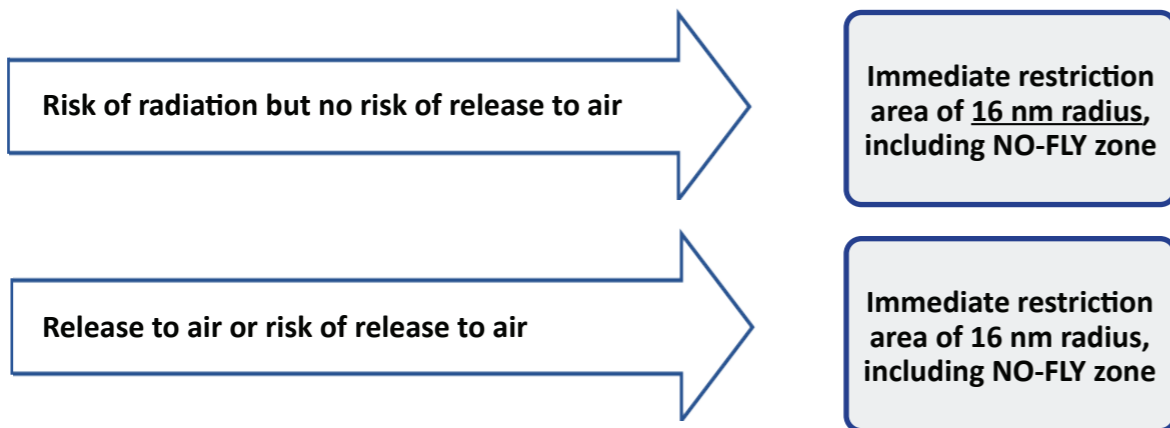 Risk of radiation but no risk of release to air
Immediate restriction
area of 16 nm radius,
including NO-FLY zone
Release to air or risk of release to air
Immediate restriction
area of 16 nm radius,
including NO-FLY zone